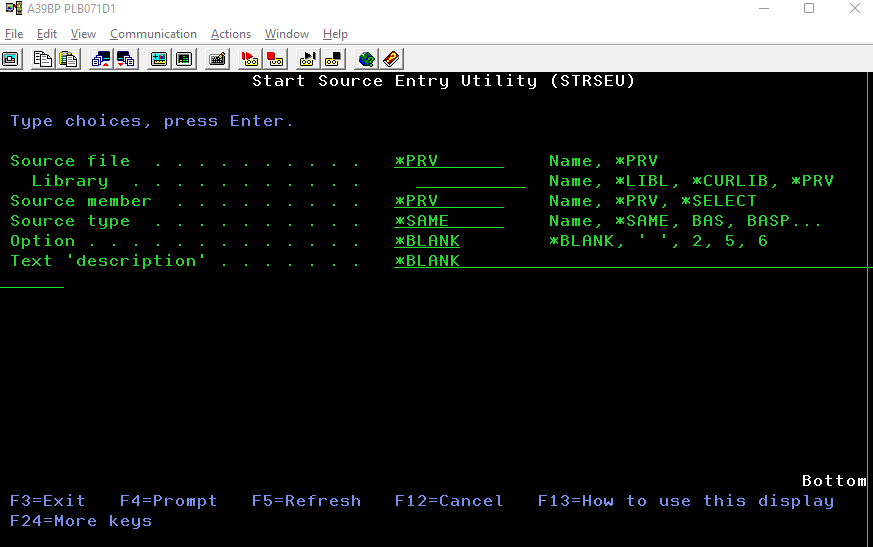 A39BP PLB071D1
File Edit View Communication Actions Window Help
Start Source Entry Utility (STRSEU)
Type choices, press Enter.
Source file . . . . . . . . . . *PRV Name, *PRV
Library . . . . . . . . . . . Name, *LIBL, *CURLIB, *PRV
Source member . . . . . . . . . *PRV Name, *PRV, *SELECT
Source type . . . . . . . . . . *SAME Name, *SAME, BAS, BASP...
Option . . . . . . . . . . . . . *BLANK *BLANK, ' ', 2, 5, 6
Text 'description' . . . . . . . *BLANK
Bottom
F3=Exit F4=Prompt F5=Refresh F12=Cancel F13=How to use this display
F24=More keys